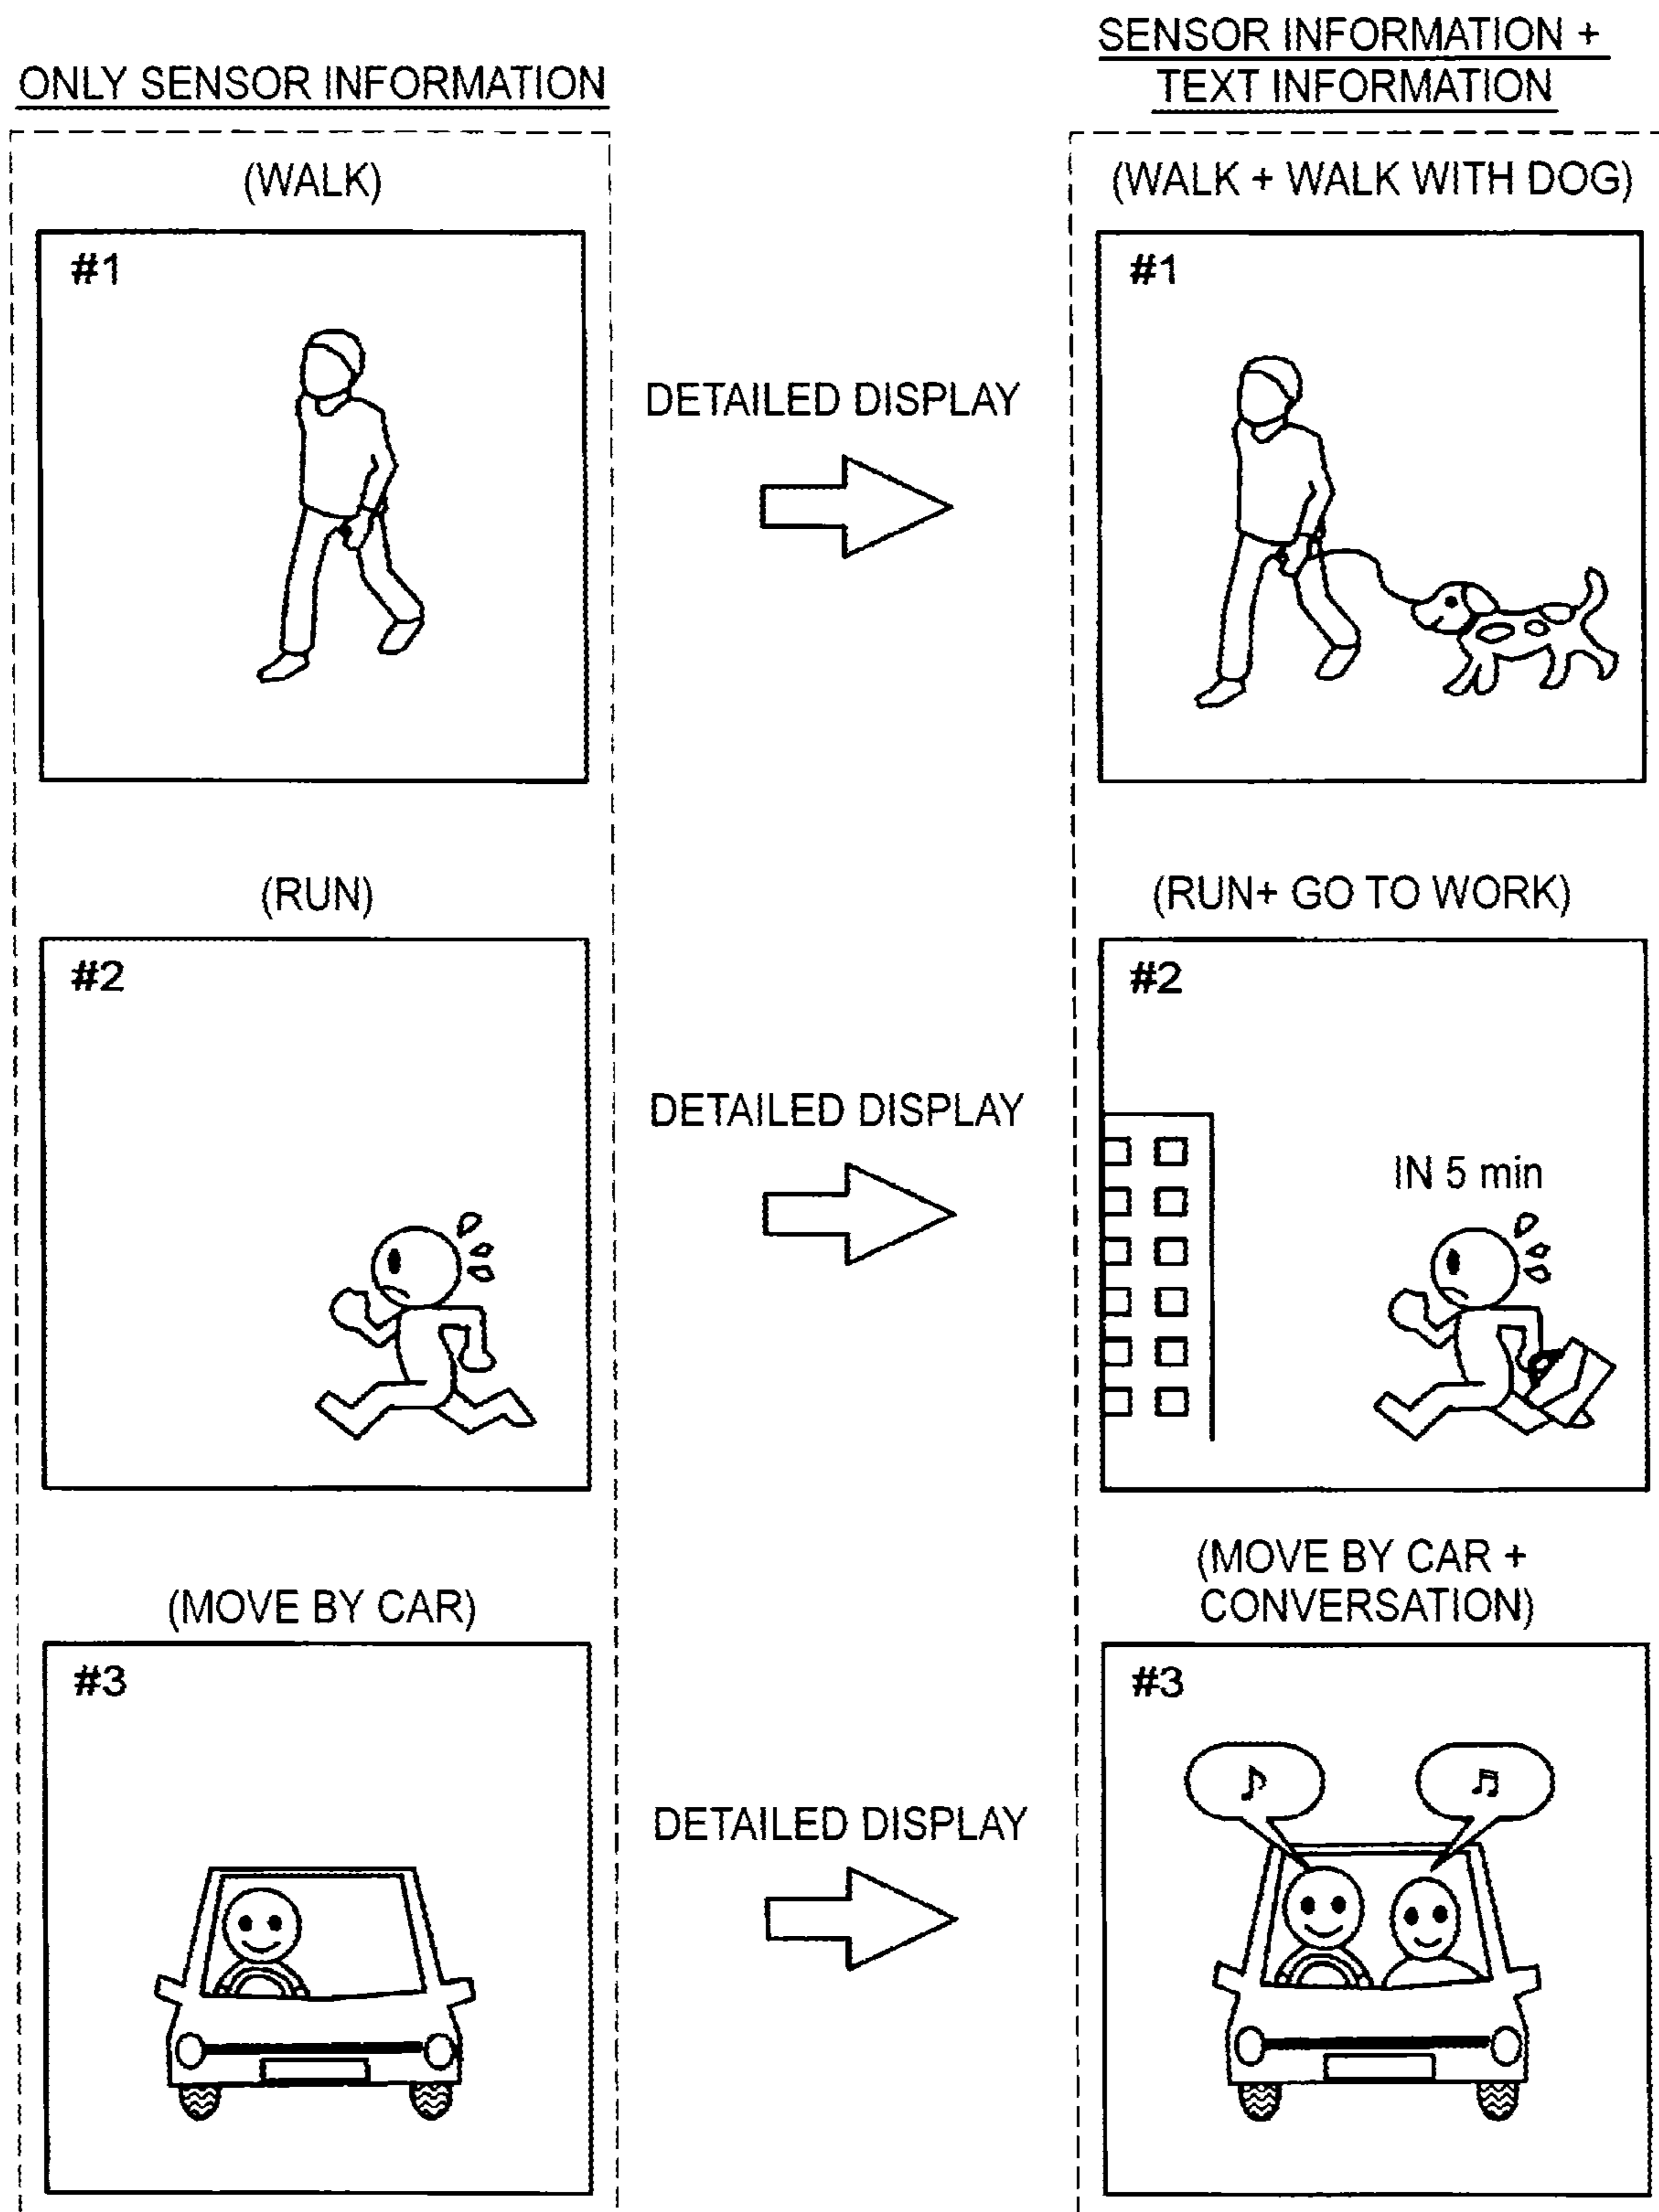 ONLY SENSOR INFORMATION
SENSOR INFORMATION +
TEXT INFORMATION
(WALK)
(WALK + WALK WITH DOG)
#1
DETAILED DISPLAY
#1
(RUN)
(RUN+ GO TO WORK)
#2
DETAILED DISPLAY
#2
IN 5 min
(MOVE BY CAR)
(MOVE BY CAR +
CONVERSATION)
#3
DETAILED DISPLAY
#3